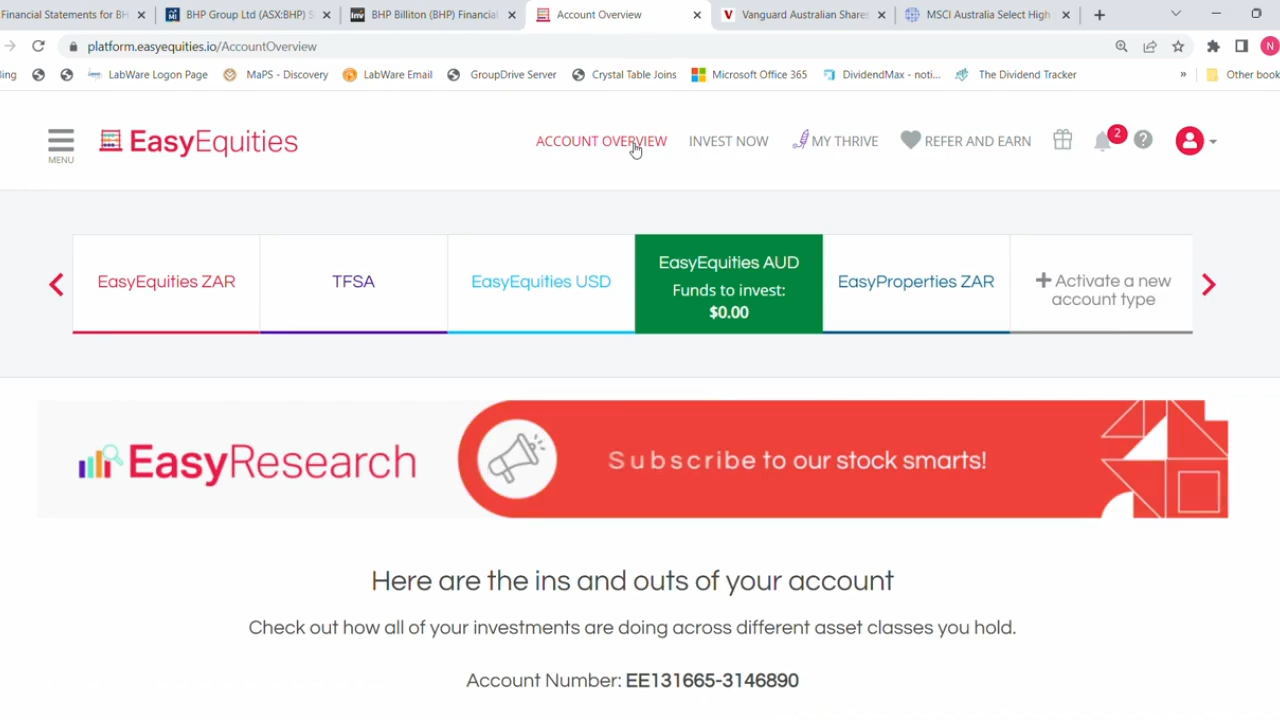 Financial Statements for BH
BHP Group Ltd (ASX:BHP) S
BHP Billiton (BHP) Financial
Account Overview
Vanguard Australian Shares
MSCI Australia Select High
platform.easyequities.io/AccountOverview
N
Bing
LabWare Logon Page
MaPS - Discovery
LabWare Email
GroupDrive Server
Crystal Table Joins
Microsoft Office 365
DividendMax - noti...
The Dividend Tracker
»
Other book
MENU
EasyEquities
ACCOUNT OVERVIEW
INVEST NOW
MY THRIVE
REFER AND EARN
2
?
EasyEquities ZAR
TFSA
EasyEquities USD
EasyEquities AUD
Funds to invest:
$0.00
EasyProperties ZAR
+ Activate a new
account type
EasyResearch
Subscribe to our stock smarts!
Here are the ins and outs of your account
Check out how all of your investments are doing across different asset classes you hold.
Account Number: EE131665-3146890